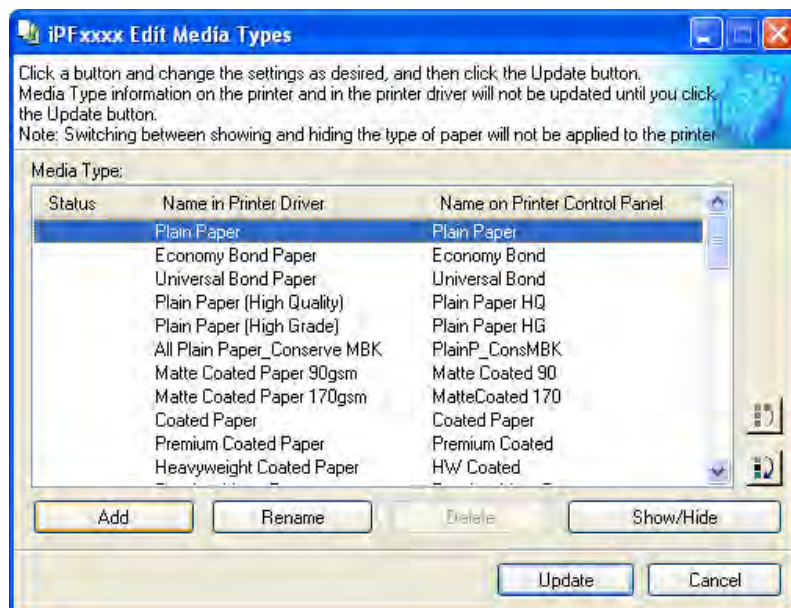 iPFxxxx Edit Media Types
Click a button and change the settings as desired, and then click the Update button.
Media Type information on the printer and in the printer driver will not be updated until you click
the Update button.
Note: Switching between showing and hiding the type of paper will not be applied to the printer
Media Type:
Status Name in Printer Driver Name on Printer Control Panel
Plain Paper Plain Paper
Economy Bond Paper Economy Bond
Universal Bond Paper Universal Bond
Plain Paper (High Quality) Plain Paper HQ
Plain Paper (High Grade) Plain Paper HG
All Plain Paper_Conserve MBK PlainP_ConsMBK
Matte Coated Paper 90gsm Matte Coated 90
Matte Coated Paper 170gsm MatteCoated 170
Coated Paper Coated Paper
Premium Coated Paper Premium Coated
Heavyweight Coated Paper HW Coated
Add Rename Delete Show/Hide
Update Cancel